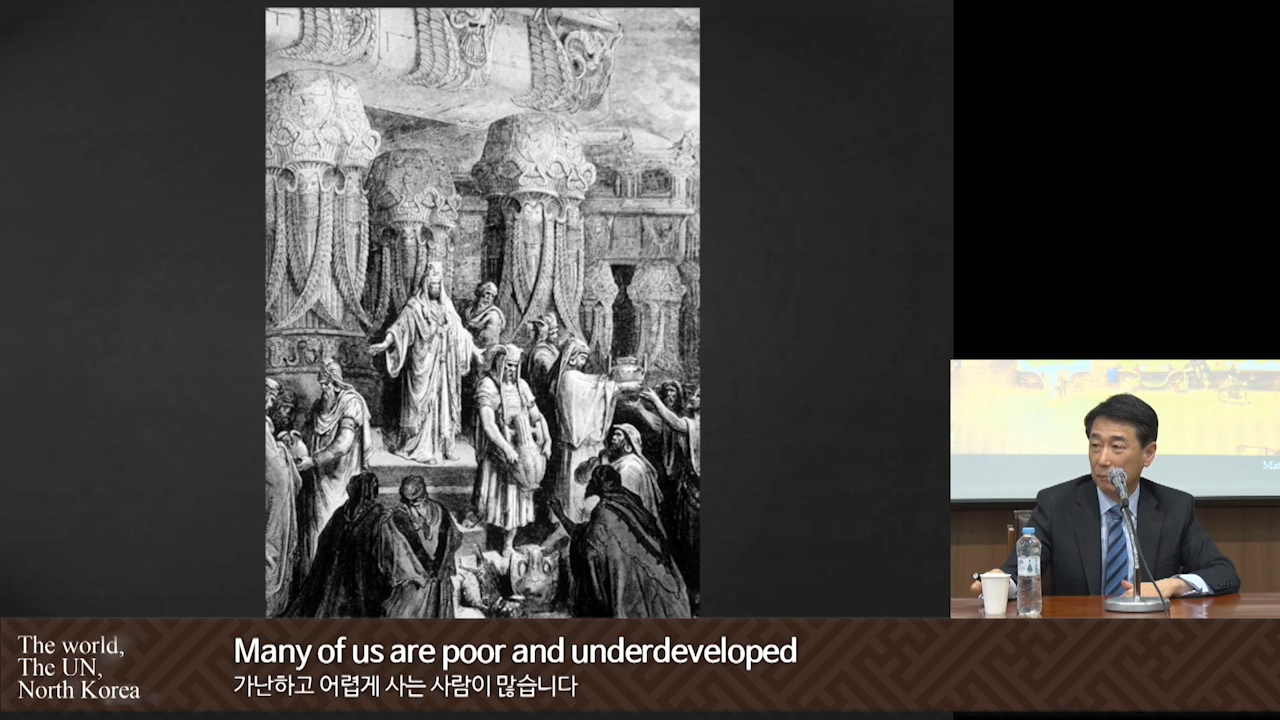 The world,
The UN,
North Korea
Many of us are poor and underdeveloped
가난하고 어렵게 사는 사람이 많습니다